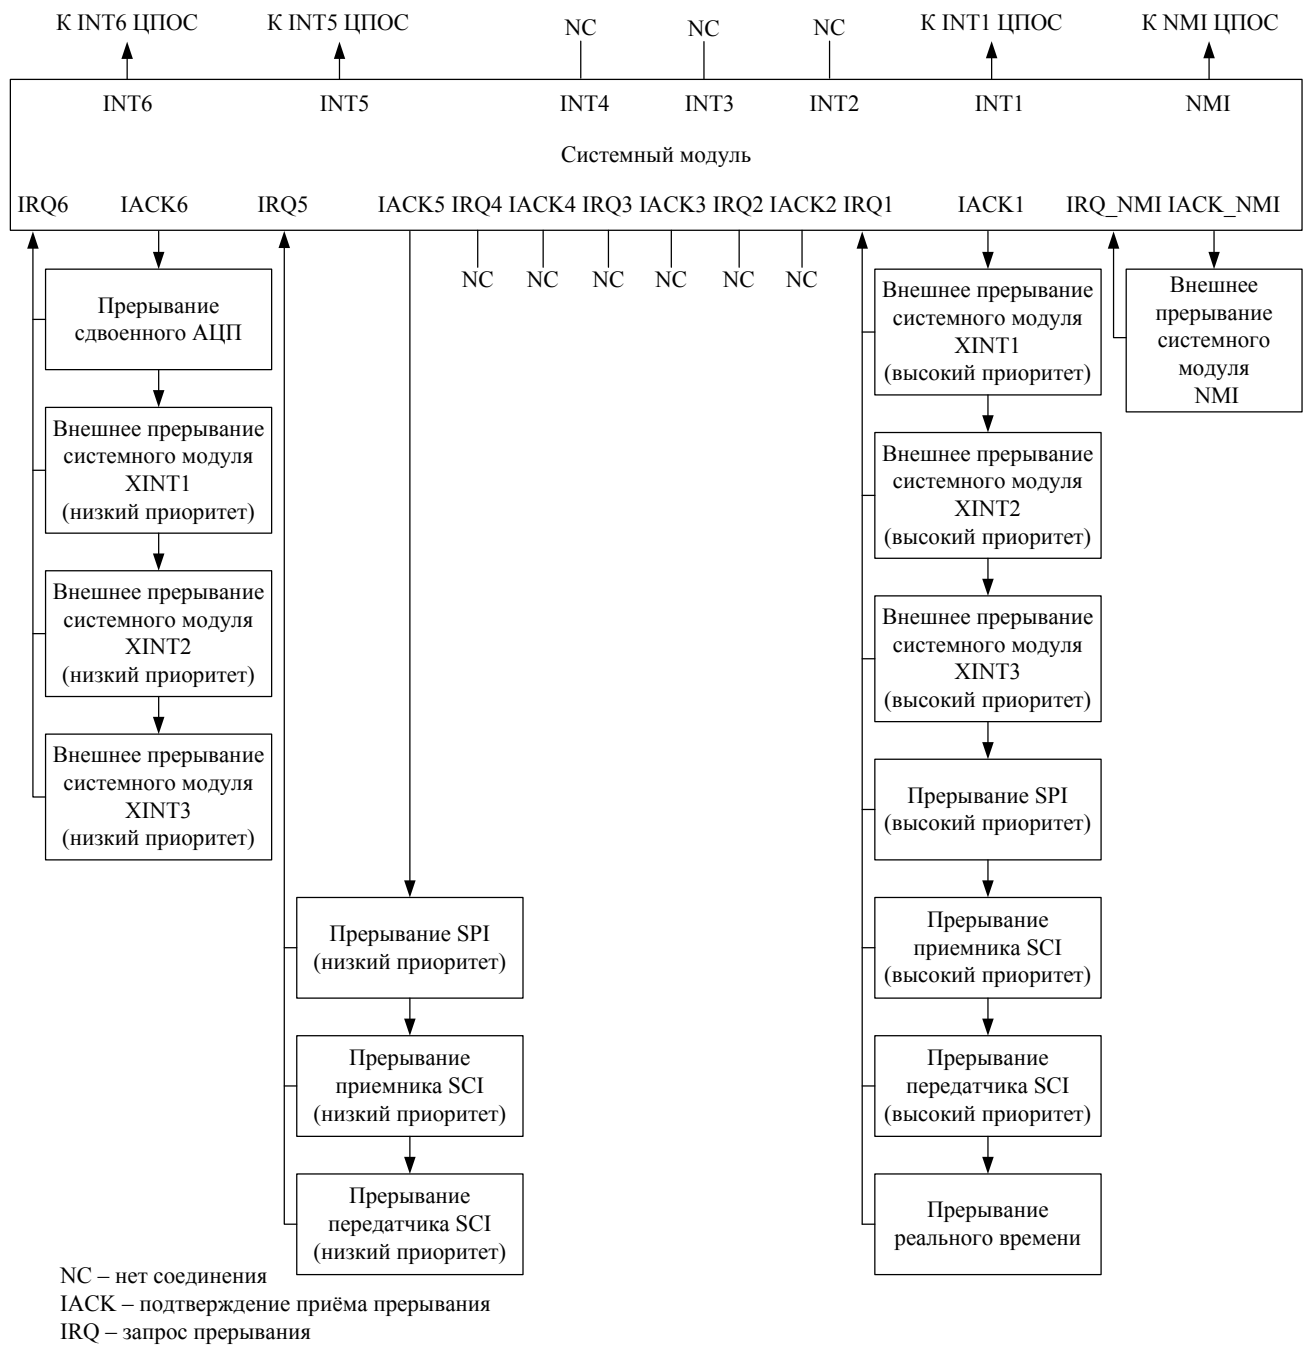 К INT6 ЦПОС К INT5 ЦПОС NC NC NC К INT1 ЦПОС К NMI ЦПОС
INT6 INT5 INT4 INT3 INT2 INT1 NMI
Системный модуль
IRQ6 IACK6 IRQ5 IACK5 IRQ4 IACK4 IRQ3 IACK3 IRQ2 IACK2 IRQ1 IACK1 IRQ_NMI IACK_NMI
NC NC NC NC NC NC
Прерывание
сдвоенного АЦП
Внешнее прерывание
системного модуля
XINT1
(низкий приоритет)
Внешнее прерывание
системного модуля
XINT2
(низкий приоритет)
Внешнее прерывание
системного модуля
XINT3
(низкий приоритет)
Прерывание SPI
(низкий приоритет)
Прерывание
приемника SCI
(низкий приоритет)
Прерывание
передатчика SCI
(низкий приоритет)
Внешнее прерывание
системного модуля
XINT1
(высокий приоритет)
Внешнее прерывание
системного модуля
XINT2
(высокий приоритет)
Внешнее прерывание
системного модуля
XINT3
(высокий приоритет)
Прерывание SPI
(высокий приоритет)
Прерывание
приемника SCI
(высокий приоритет)
Прерывание
передатчика SCI
(высокий приоритет)
Прерывание
реального времени
Внешнее
прерывание
системного
модуля
NMI
NC – нет соединения
IACK – подтверждение приёма прерывания
IRQ – запрос прерывания